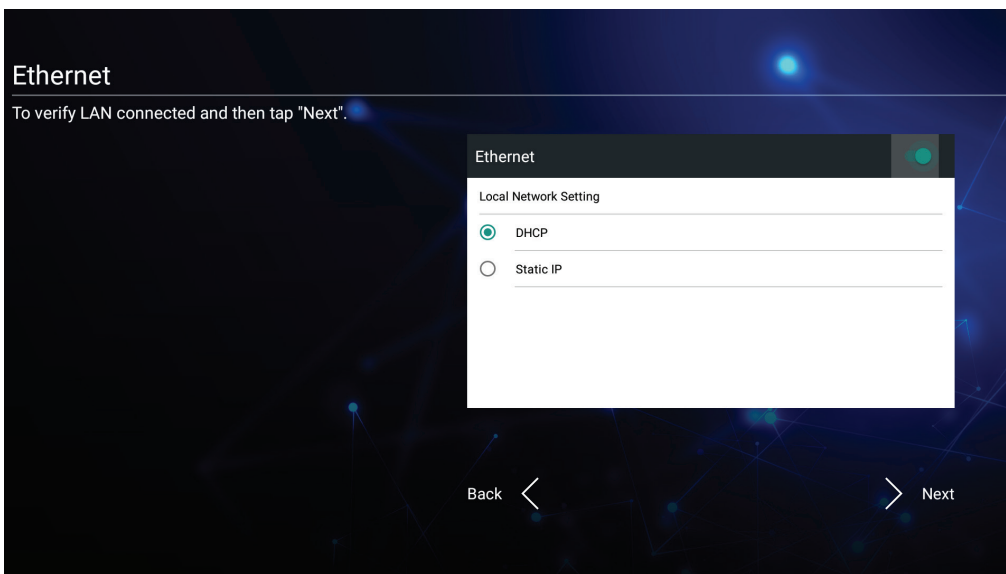 Ethernet
To verify LAN connected and then tap "Next".
Ethernet
Local Network Setting
DHCP
Static IP
Back
Next